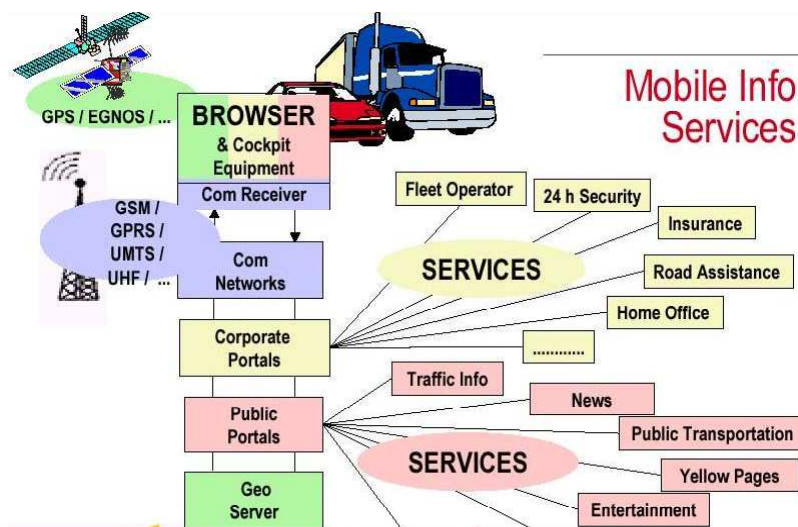 Mobile Info
Services
GPS / EGNOS / ...
BROWSER
& Cockpit
Equipment
Com Receiver
GSM /
GPRS /
UMTS /
UHF / ...
Com
Networks
Corporate
Portals
Public
Portals
Geo
Server
Fleet Operator
24 h Security
Insurance
SERVICES
Road Assistance
Home Office
............
Traffic Info
News
Public Transportation
SERVICES
Yellow Pages
Entertainment